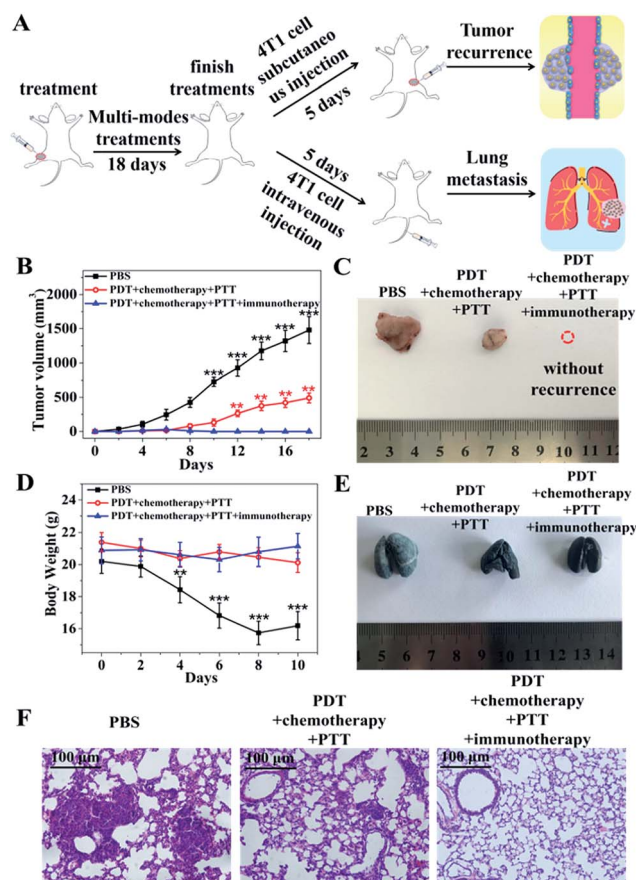 A
treatment
Multi-modes
treatments
18 days
finish
treatments
4T1 cell
subcutaneo
us injection
5 days
Tumor
recurrence
5 days
4T1 cell
intravenous
injection
Lung
metastasis
B
PBS
PDT+chemotherapy+PTT
PDT+chemotherapy+PTT+immunotherapy
Tumor volume (mm³)
2000
1500
1000
500
0
*** *** *** *** ***
** ** ** **
0 4 8 12 16
Days
C
PBS
PDT
+chemotherapy
+PTT
PDT
+chemotherapy
+PTT
+immunotherapy
without
recurrence
2 3 4 5 6 7 8 9 10 11 12
D
PBS
PDT+chemotherapy+PTT
PDT+chemotherapy+PTT+immunotherapy
Body Weight (g)
24
22
20
18
16
** *** *** ***
0 2 4 6 8 10
Days
E
PBS
PDT
+chemotherapy
+PTT
PDT
+chemotherapy
+PTT
+immunotherapy
4 5 6 7 8 9 10 11 12 13 14
F
PBS
PDT
+chemotherapy
+PTT
PDT
+chemotherapy
+PTT
+immunotherapy
100 μm
100 μm
100 μm